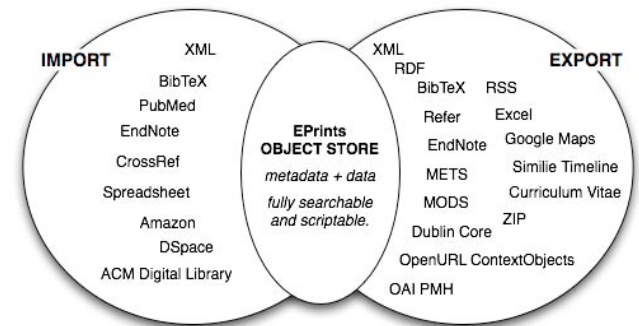 IMPORT
XML
BibTeX
PubMed
EndNote
CrossRef
Spreadsheet
Amazon
DSpace
ACM Digital Library
EPrints
OBJECT STORE
metadata + data
fully searchable
and scriptable.
EXPORT
XML
RDF
BibTeX
RSS
Refer
Excel
EndNote
Google Maps
METS
Similie Timeline
MODS
Curriculum Vitae
ZIP
Dublin Core
OpenURL ContextObjects
OAI PMH